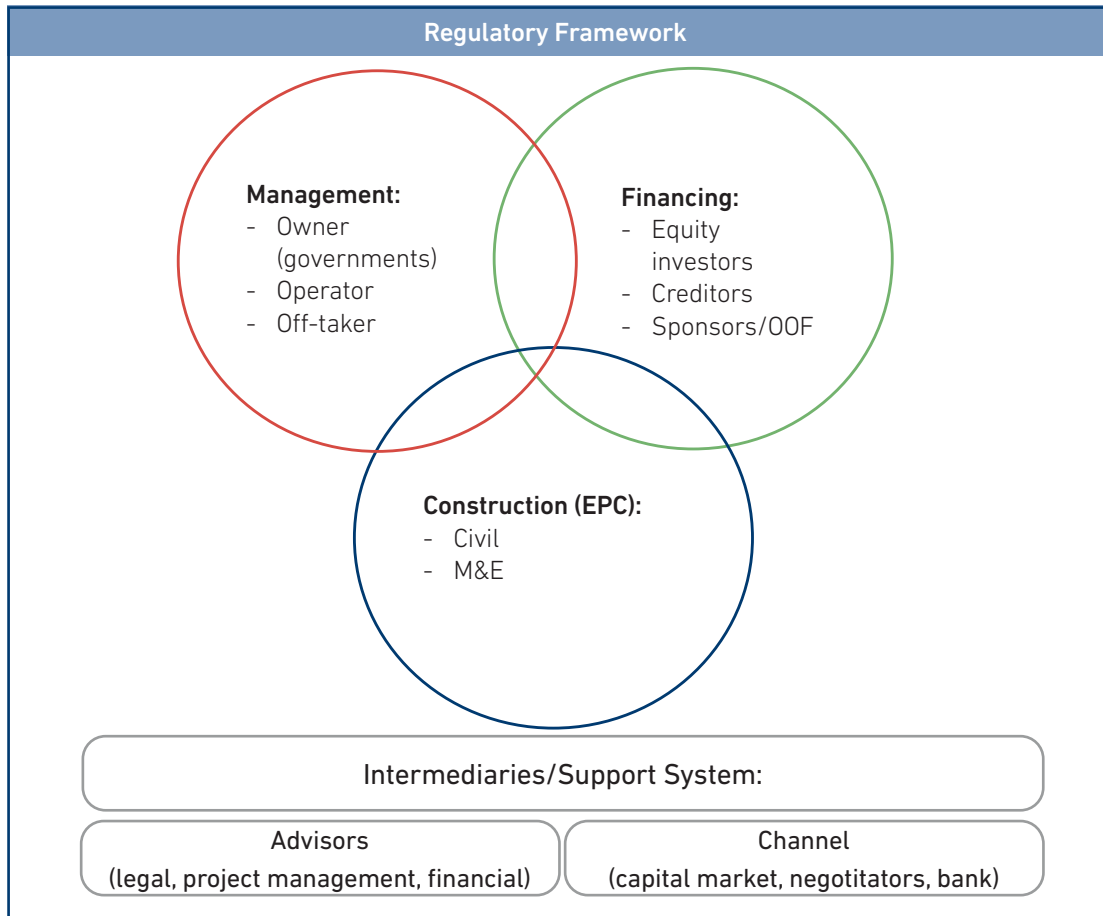 Regulatory Framework
Management:
- Owner
(governments)
- Operator
- Off-taker
Financing:
- Equity
investors
- Creditors
- Sponsors/OOF
Construction (EPC):
- Civil
- M&E
Intermediaries/Support System:
Advisors
(legal, project management, financial)
Channel
(capital market, negotitators, bank)